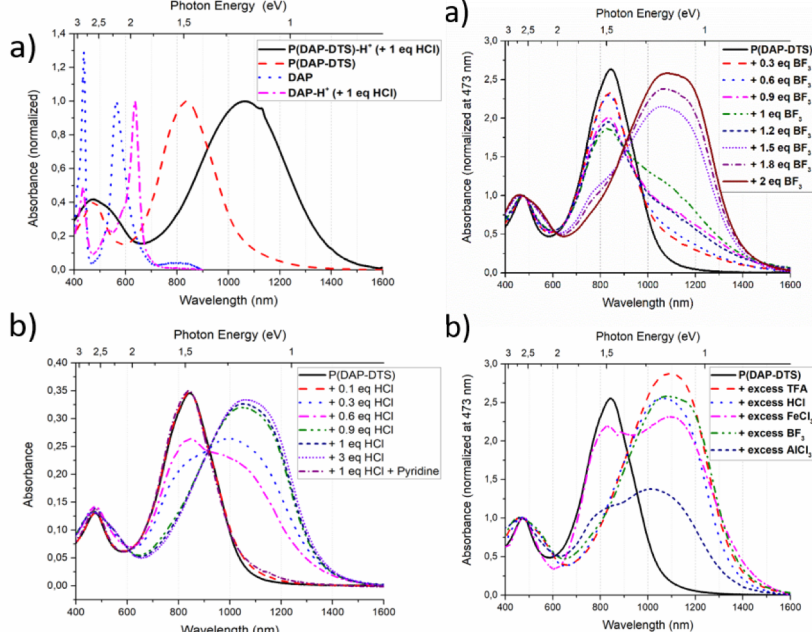 a)
Photon Energy (eV)
3 2,5 2 1,5 1
1,4
1,2
1,0
0,8
0,6
0,4
0,2
0,0
Absorbance (normalized)
P(DAP-DTS)-H⁺ (+ 1 eq HCl)
P(DAP-DTS)
DAP
DAP-H⁺ (+ 1 eq HCl)
400 600 800 1000 1200 1400 1600
Wavelength (nm)
a)
Photon Energy (eV)
3 2,5 2 1,5 1
3,0
2,5
2,0
1,5
1,0
0,5
0,0
Absorbance (normalized at 473 nm)
P(DAP-DTS)
+ 0.3 eq BF₃
+ 0.6 eq BF₃
+ 0.9 eq BF₃
+ 1 eq BF₃
+ 1.2 eq BF₃
+ 1.5 eq BF₃
+ 1.8 eq BF₃
+ 2 eq BF₃
400 600 800 1000 1200 1400 1600
Wavelength (nm)
b)
Photon Energy (eV)
3 2,5 2 1,5 1
0,40
0,35
0,30
0,25
0,20
0,15
0,10
0,05
0,00
Absorbance
P(DAP-DTS)
+ 0.1 eq HCl
+ 0.3 eq HCl
+ 0.6 eq HCl
+ 0.9 eq HCl
+ 1 eq HCl
+ 3 eq HCl
+ 1 eq HCl + Pyridine
400 600 800 1000 1200 1400 1600
Wavelength (nm)
b)
Photon Energy (eV)
3 2,5 2 1,5 1
3,0
2,5
2,0
1,5
1,0
0,5
0,0
Absorbance (normalized at 473 nm)
P(DAP-DTS)
+ excess TFA
+ excess HCl
+ excess FeCl₃
+ excess BF₃
+ excess AlCl₃
400 600 800 1000 1200 1400 1600
Wavelength (nm)